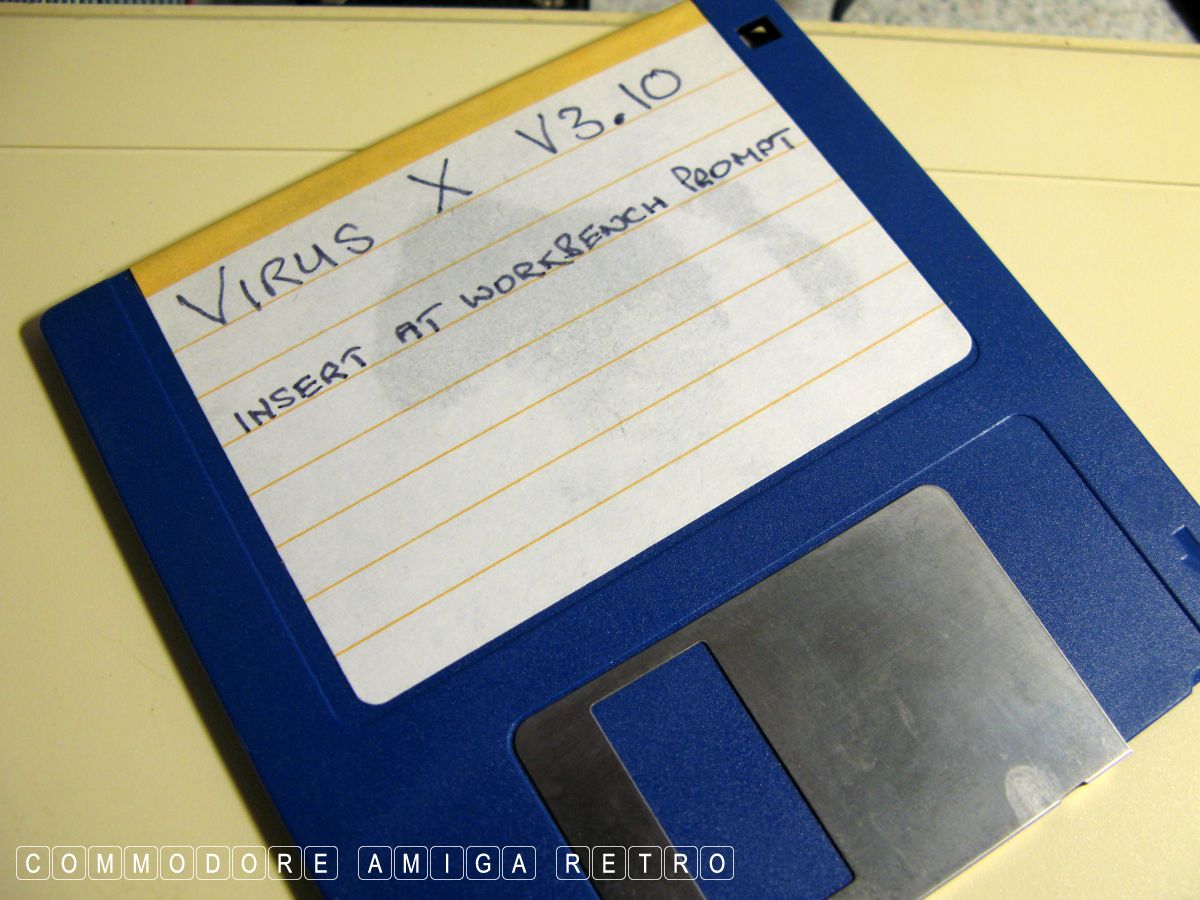 VIRUS X V3.10
INSERT AT WORKBENCH PROMPT
COMMODORE AMIGA RETRO